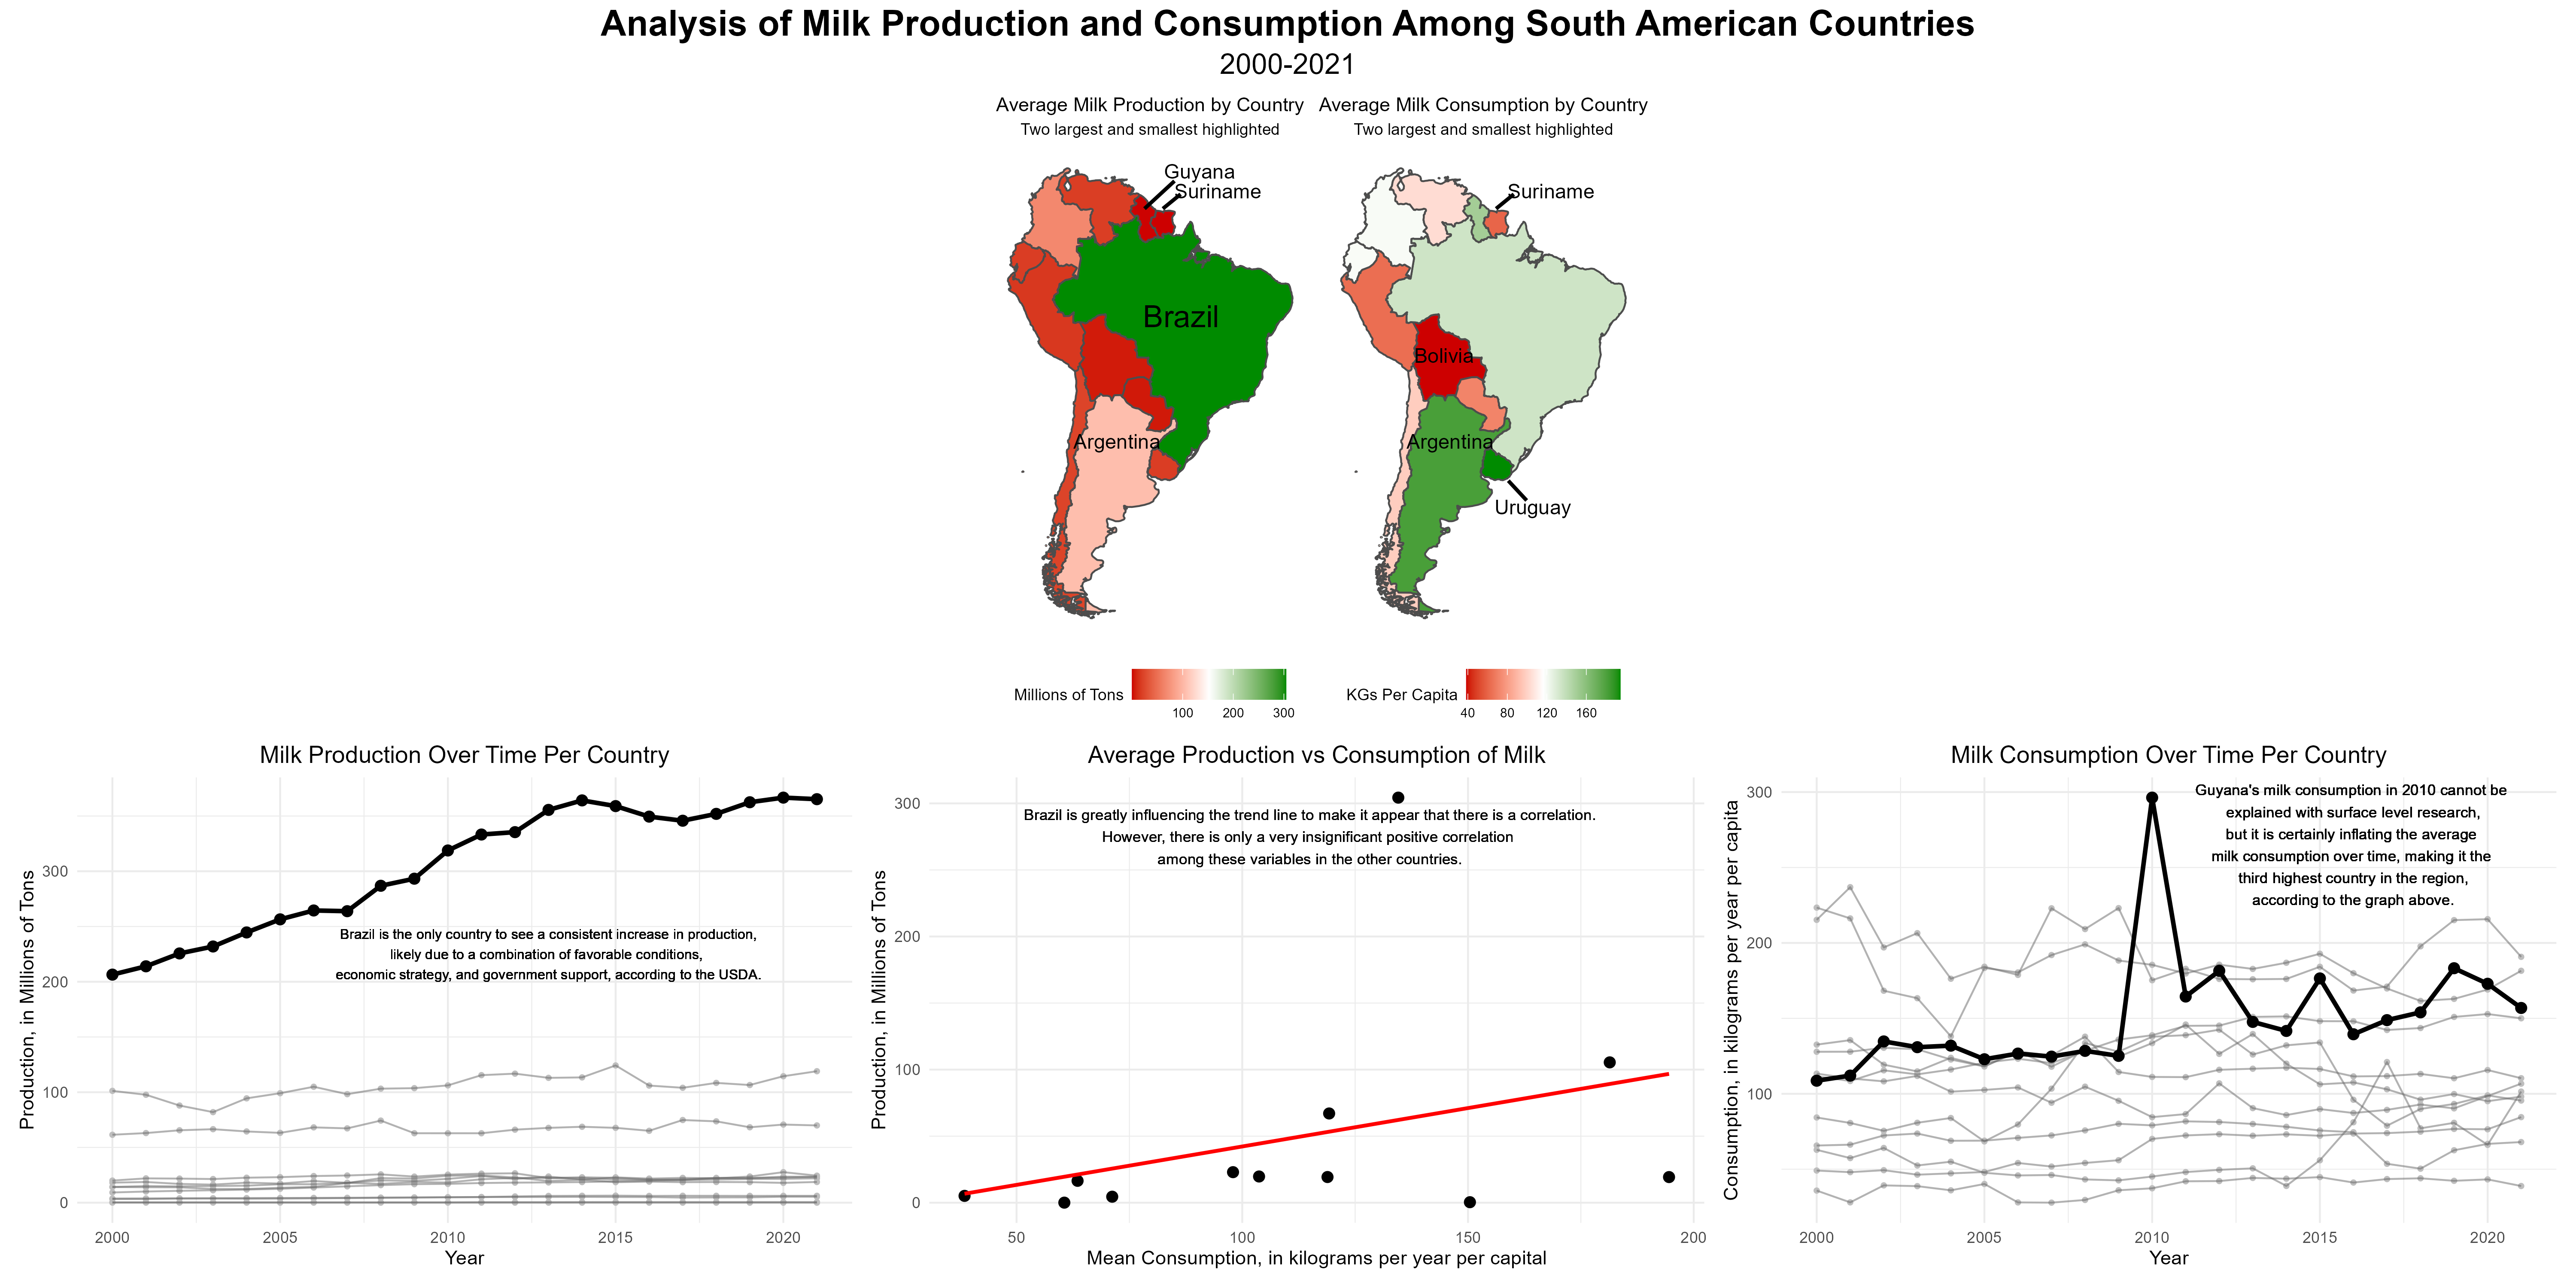 Analysis of Milk Production and Consumption Among South American Countries
2000-2021
Average Milk Production by Country
Two largest and smallest highlighted
Guyana
Suriname
Brazil
Argentina
Millions of Tons
100 200 300
Average Milk Consumption by Country
Two largest and smallest highlighted
Suriname
Bolivia
Argentina
Uruguay
KGs Per Capita
40 80 120 160
Milk Production Over Time Per Country
Production, in Millions of Tons
300
200
100
0
Brazil is the only country to see a consistent increase in production,
likely due to a combination of favorable conditions,
economic strategy, and government support, according to the USDA.
2000 2005 2010 2015 2020
Year
Average Production vs Consumption of Milk
Production, in Millions of Tons
300
200
100
0
Brazil is greatly influencing the trend line to make it appear that there is a correlation.
However, there is only a very insignificant positive correlation
among these variables in the other countries.
50 100 150 200
Mean Consumption, in kilograms per year per capital
Milk Consumption Over Time Per Country
Consumption, in kilograms per year per capita
300
200
100
Guyana's milk consumption in 2010 cannot be
explained with surface level research,
but it is certainly inflating the average
milk consumption over time, making it the
third highest country in the region,
according to the graph above.
2000 2005 2010 2015 2020
Year